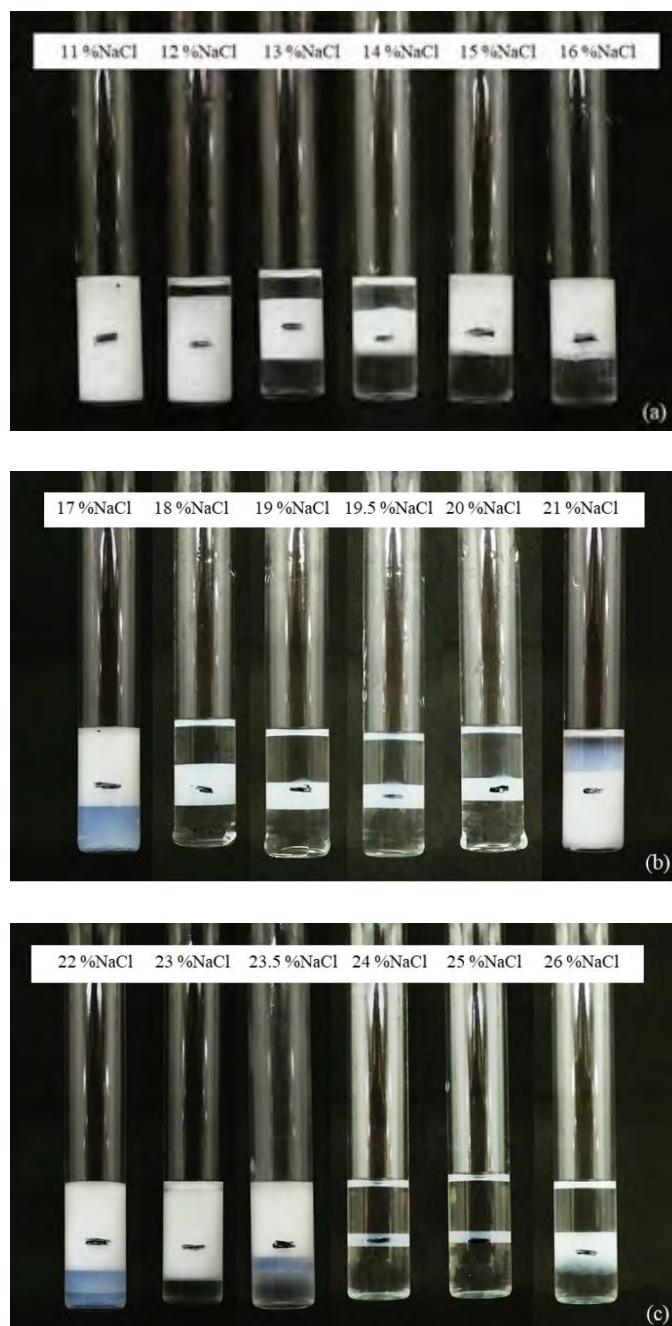 11 %NaCl 12 %NaCl 13 %NaCl 14 %NaCl 15 %NaCl 16 %NaCl
(a)
17 %NaCl 18 %NaCl 19 %NaCl 19.5 %NaCl 20 %NaCl 21 %NaCl
(b)
22 %NaCl 23 %NaCl 23.5 %NaCl 24 %NaCl 25 %NaCl 26 %NaCl
(c)